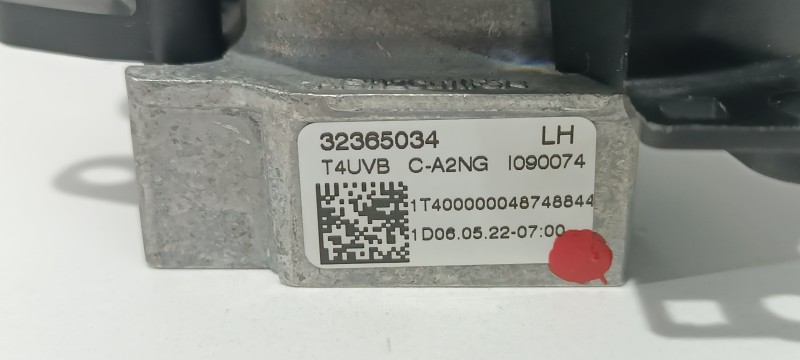 32365034 LH
T4UVB C-A2NG I090074
1T400000048748844
1D06.05.22-07:00